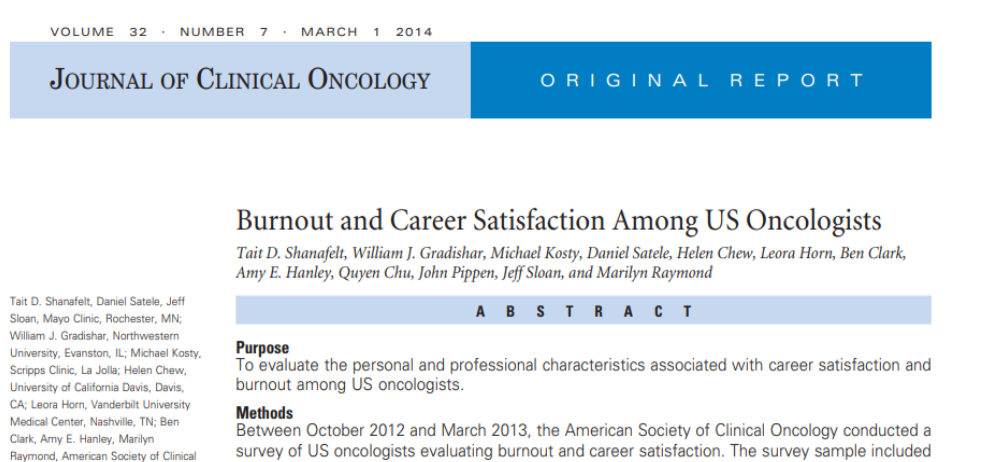 VOLUME 32 · NUMBER 7 · MARCH 1 2014
JOURNAL OF CLINICAL ONCOLOGY
ORIGINAL REPORT
Burnout and Career Satisfaction Among US Oncologists
Tait D. Shanafelt, William J. Gradishar, Michael Kosty, Daniel Satele, Helen Chew, Leora Horn, Ben Clark,
Amy E. Hanley, Quyen Chu, John Pippen, Jeff Sloan, and Marilyn Raymond
Tait D. Shanafelt, Daniel Satele, Jeff
Sloan, Mayo Clinic, Rochester, MN;
William J. Gradishar, Northwestern
University, Evanston, IL; Michael Kosty,
Scripps Clinic, La Jolla; Helen Chew,
University of California Davis, Davis,
CA; Leora Horn, Vanderbilt University
Medical Center, Nashville, TN; Ben
Clark, Amy E. Hanley, Marilyn
Raymond, American Society of Clinical
ABSTRACT
Purpose
To evaluate the personal and professional characteristics associated with career satisfaction and
burnout among US oncologists.
Methods
Between October 2012 and March 2013, the American Society of Clinical Oncology conducted a
survey of US oncologists evaluating burnout and career satisfaction. The survey sample included